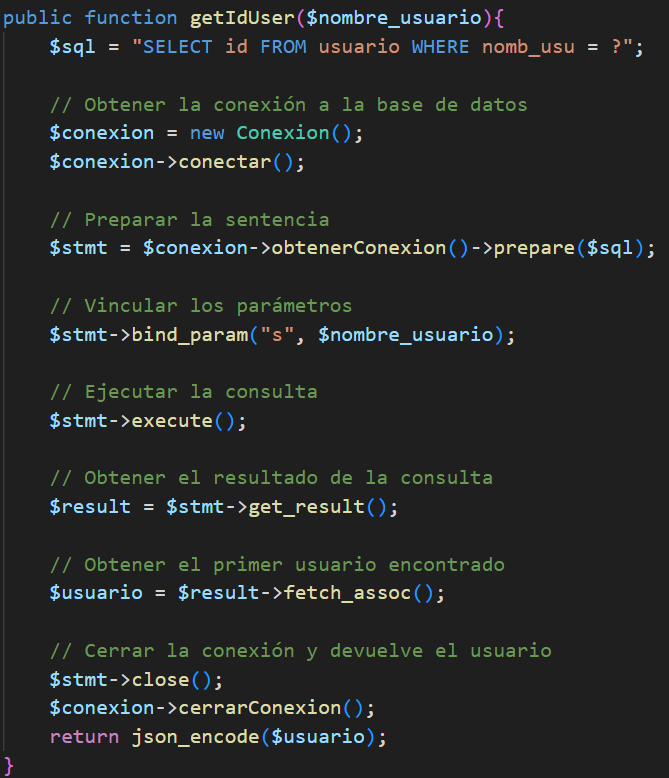 public function getIdUser($nombre_usuario){
    $sql = "SELECT id FROM usuario WHERE nomb_usu = ?";
    // Obtener la conexión a la base de datos
    $conexion = new Conexion();
    $conexion->conectar();
    // Preparar la sentencia
    $stmt = $conexion->obtenerConexion()->prepare($sql);
    // Vincular los parámetros
    $stmt->bind_param("s", $nombre_usuario);
    // Ejecutar la consulta
    $stmt->execute();
    // Obtener el resultado de la consulta
    $result = $stmt->get_result();
    // Obtener el primer usuario encontrado
    $usuario = $result->fetch_assoc();
    // Cerrar la conexión y devuelve el usuario
    $stmt->close();
    $conexion->cerrarConexion();
    return json_encode($usuario);
}